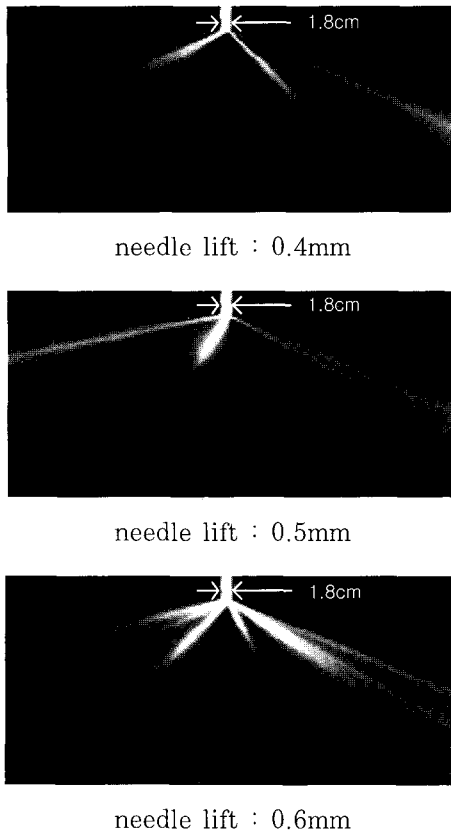 1.8cm
needle lift : 0.4mm
1.8cm
needle lift : 0.5mm
1.8cm
needle lift : 0.6mm